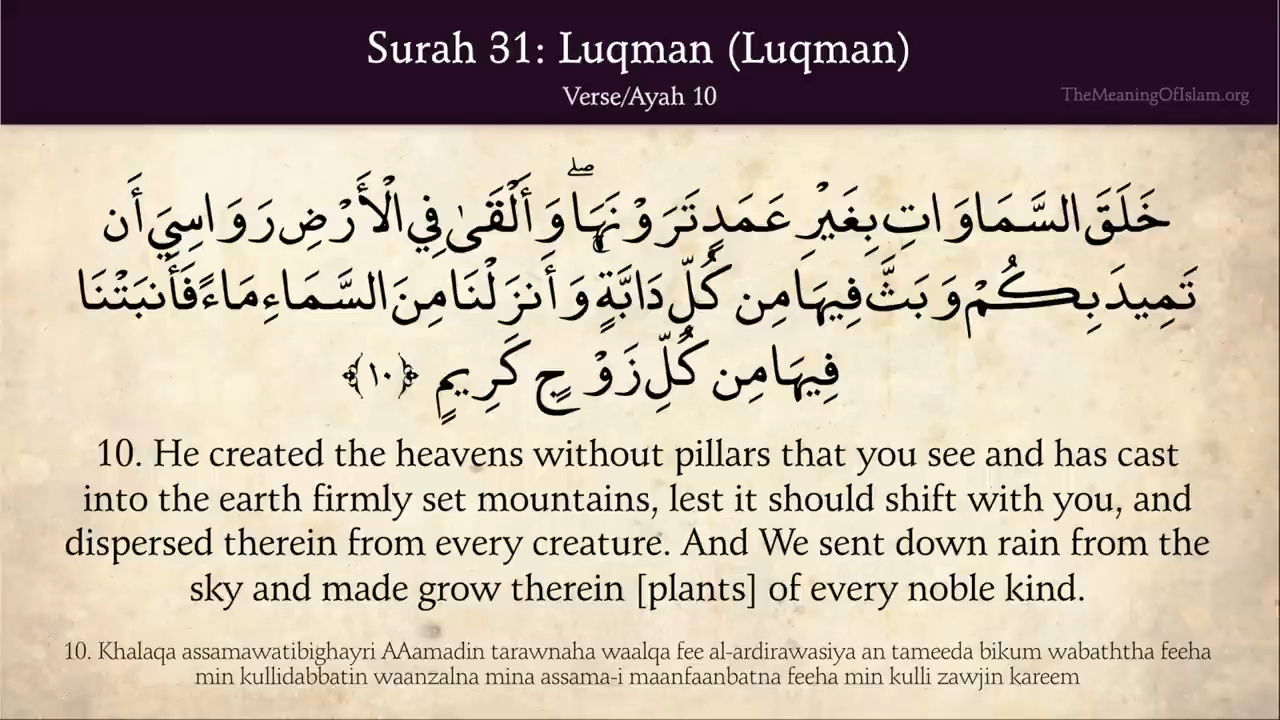 Surah 31: Luqman (Luqman)
Verse/Ayah 10
TheMeaningOfIslam.org
خَلَقَ السَّمَاوَاتِ بِغَيْرِ عَمَدٍ تَرَوْنَهَا ۖ وَأَلْقَىٰ فِي الْأَرْضِ رَوَاسِيَ أَن
تَمِيدَ بِكُمْ وَبَثَّ فِيهَا مِن كُلِّ دَابَّةٍ وَأَنزَلْنَا مِنَ السَّمَاءِ مَاءً فَأَنبَتْنَا
فِيهَا مِن كُلِّ زَوْجٍ كَرِيمٍ ﴿١٠﴾
10. He created the heavens without pillars that you see and has cast
into the earth firmly set mountains, lest it should shift with you, and
dispersed therein from every creature. And We sent down rain from the
sky and made grow therein [plants] of every noble kind.
10. Khalaqa assamawatibighayri AAamadin tarawnaha waalqa fee al-ardirawasiya an tameeda bikum wabaththa feeha
min kullidabbatin waanzalna mina assama-i maanfaanbatna feeha min kulli zawjin kareem